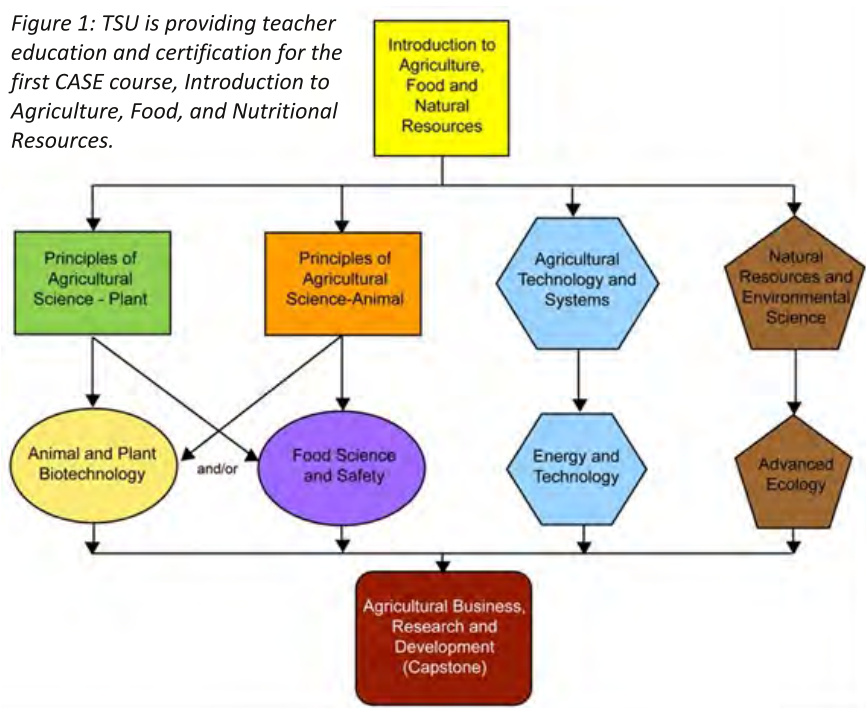 Figure 1: TSU is providing teacher
education and certification for the
first CASE course, Introduction to
Agriculture, Food, and Nutritional
Resources.
Introduction to
Agriculture,
Food and
Natural
Resources
Principles of
Agricultural
Science - Plant
Principles of
Agricultural
Science-Animal
Agricultural
Technology and
Systems
Natural
Resources and
Environmental
Science
Animal and Plant
Biotechnology
and/or
Food Science
and Safety
Energy and
Technology
Advanced
Ecology
Agricultural Business,
Research and
Development
(Capstone)